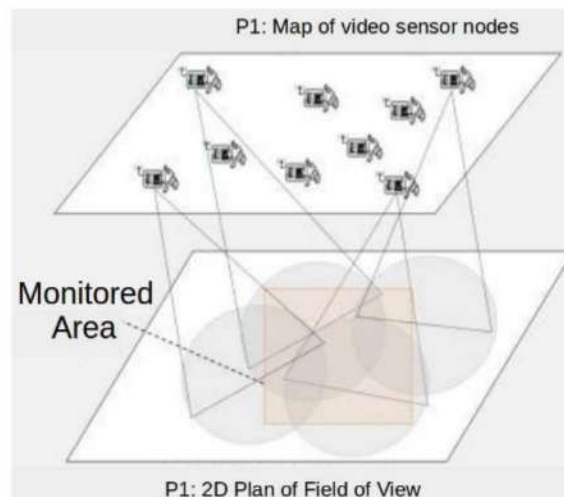 P1: Map of video sensor nodes
Monitored
Area
P1: 2D Plan of Field of View